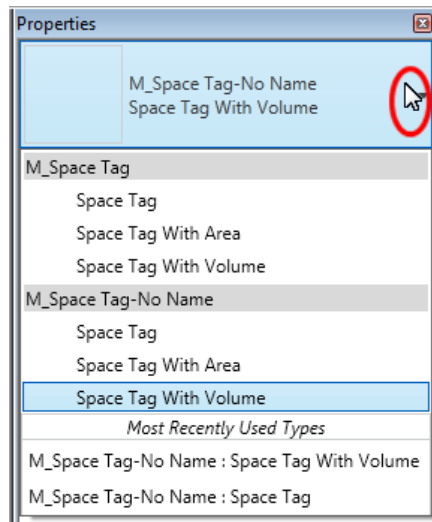 Properties
M_Space Tag-No Name
Space Tag With Volume
M_Space Tag
Space Tag
Space Tag With Area
Space Tag With Volume
M_Space Tag-No Name
Space Tag
Space Tag With Area
Space Tag With Volume
Most Recently Used Types
M_Space Tag-No Name : Space Tag With Volume
M_Space Tag-No Name : Space Tag